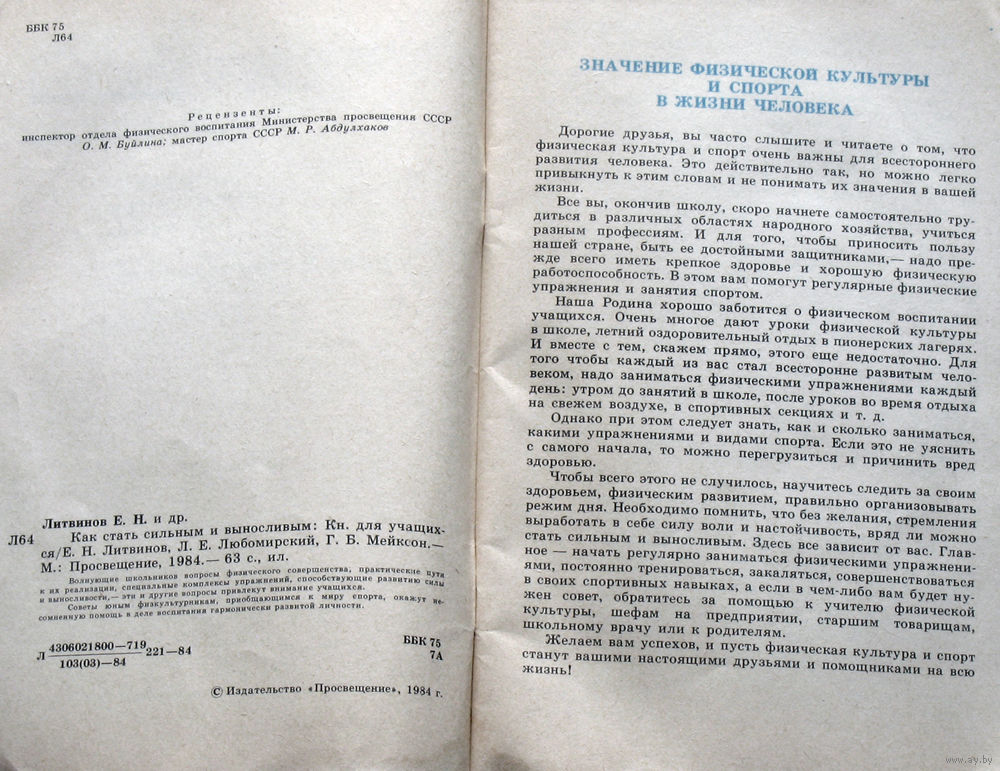 ББК 75
Л64
Рецензенты:
инспектор отдела физического воспитания Министерства просвещения СССР
О. М. Буйлина; мастер спорта СССР М. Р. Абдулхаков
Литвинов Е. Н. и др.
Л64 Как стать сильным и выносливым: Кн. для учащих-
ся/Е. Н. Литвинов, Л. Е. Любомирский, Г. Б. Мейксон.—
М.: Просвещение, 1984.— 63 с., ил.
Волнующие школьников вопросы физического совершенства, практические пути
к их реализации, специальные комплексы упражнений, способствующие развитию силы
и выносливости,— эти и другие вопросы привлекут внимание учащихся.
Советы юным физкультурникам, приобщающимся к миру спорта, окажут не-
сомненную помощь в деле воспитания гармонически развитой личности.
Л 4306021800—719 221—84
103(03)—84
ББК 75
7А
© Издательство «Просвещение», 1984 г.
ЗНАЧЕНИЕ ФИЗИЧЕСКОЙ КУЛЬТУРЫ
И СПОРТА
В ЖИЗНИ ЧЕЛОВЕКА
Дорогие друзья, вы часто слышите и читаете о том, что
физическая культура и спорт очень важны для всестороннего
развития человека. Это действительно так, но можно легко
привыкнуть к этим словам и не понимать их значения в вашей
жизни.
Все вы, окончив школу, скоро начнете самостоятельно тру-
диться в различных областях народного хозяйства, учиться
разным профессиям. И для того, чтобы приносить пользу
нашей стране, быть ее достойными защитниками,— надо пре-
жде всего иметь крепкое здоровье и хорошую физическую
работоспособность. В этом вам помогут регулярные физические
упражнения и занятия спортом.
Наша Родина хорошо заботится о физическом воспитании
учащихся. Очень многое дают уроки физической культуры
в школе, летний оздоровительный отдых в пионерских лагерях.
И вместе с тем, скажем прямо, этого еще недостаточно. Для
того чтобы каждый из вас стал всесторонне развитым чело-
веком, надо заниматься физическими упражнениями каждый
день: утром до занятий в школе, после уроков во время отдыха
на свежем воздухе, в спортивных секциях и т. д.
Однако при этом следует знать, как и сколько заниматься,
какими упражнениями и видами спорта. Если это не уяснить
с самого начала, то можно перегрузиться и причинить вред
здоровью.
Чтобы всего этого не случилось, научитесь следить за своим
здоровьем, физическим развитием, правильно организовывать
режим дня. Необходимо помнить, что без желания, стремления
выработать в себе силу воли и настойчивость, вряд ли можно
стать сильным и выносливым. Здесь все зависит от вас. Глав-
ное — начать регулярно заниматься физическими упражнени-
ями, постоянно тренироваться, закаляться, совершенствоваться
в своих спортивных навыках, а если в чем-либо вам будет ну-
жен совет, обратитесь за помощью к учителю физической
культуры, шефам на предприятии, старшим товарищам,
школьному врачу или к родителям.
Желаем вам успехов, и пусть физическая культура и спорт
станут вашими настоящими друзьями и помощниками на всю
жизнь!
www.ay.by